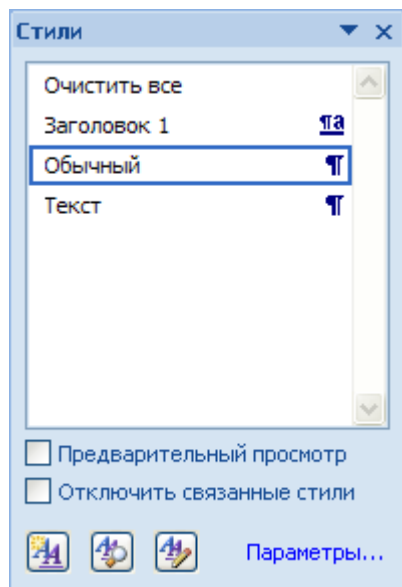 Стили
Очистить все
Заголовок 1 ¶a
Обычный ¶
Текст ¶
Предварительный просмотр
Отключить связанные стили
Параметры...